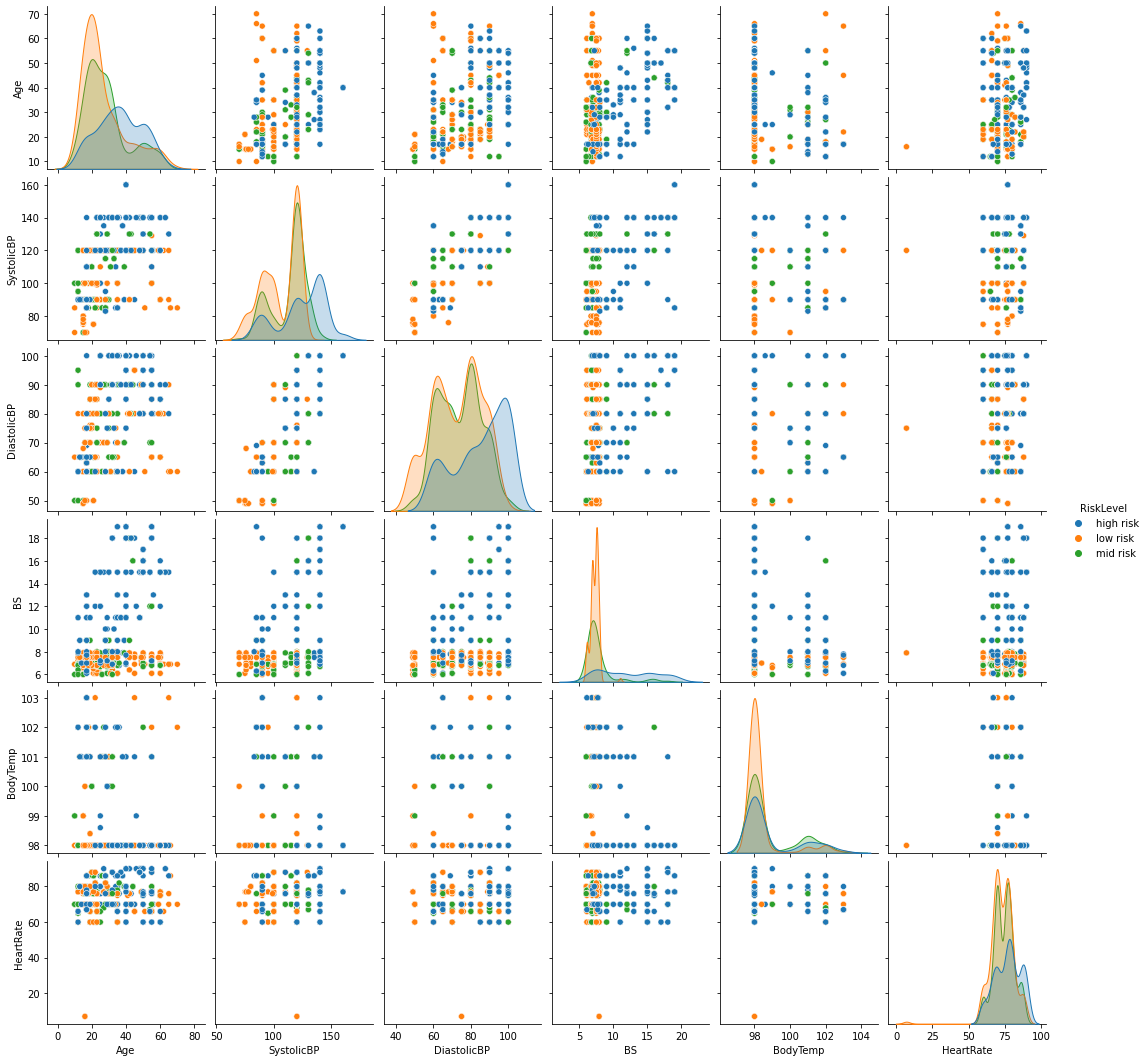 70
60
50
40
30
20
10
Age
160
140
120
100
80
SystolicBP
100
90
80
70
60
50
DiastolicBP
RiskLevel
high risk
low risk
mid risk
18
16
14
12
10
8
6
BS
103
102
101
100
99
98
BodyTemp
80
60
40
20
HeartRate
0 20 40 60 80
50 100 150
40 60 80 100
5 10 15 20
98 100 102 104
0 25 50 75 100
Age SystolicBP DiastolicBP BS BodyTemp HeartRate